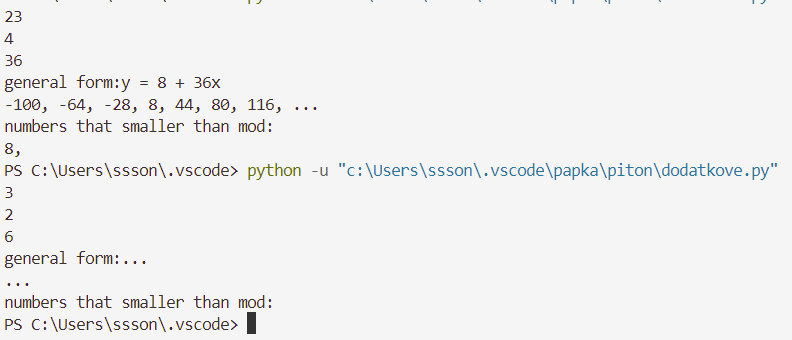 23
4
36
general form:y = 8 + 36x
-100, -64, -28, 8, 44, 80, 116, ...
numbers that smaller than mod:
8,
PS C:\Users\ssson\.vscode> python -u "c:\Users\ssson\.vscode\papka\piton\dodatkove.py"
3
2
6
general form:...
...
numbers that smaller than mod:
PS C:\Users\ssson\.vscode>